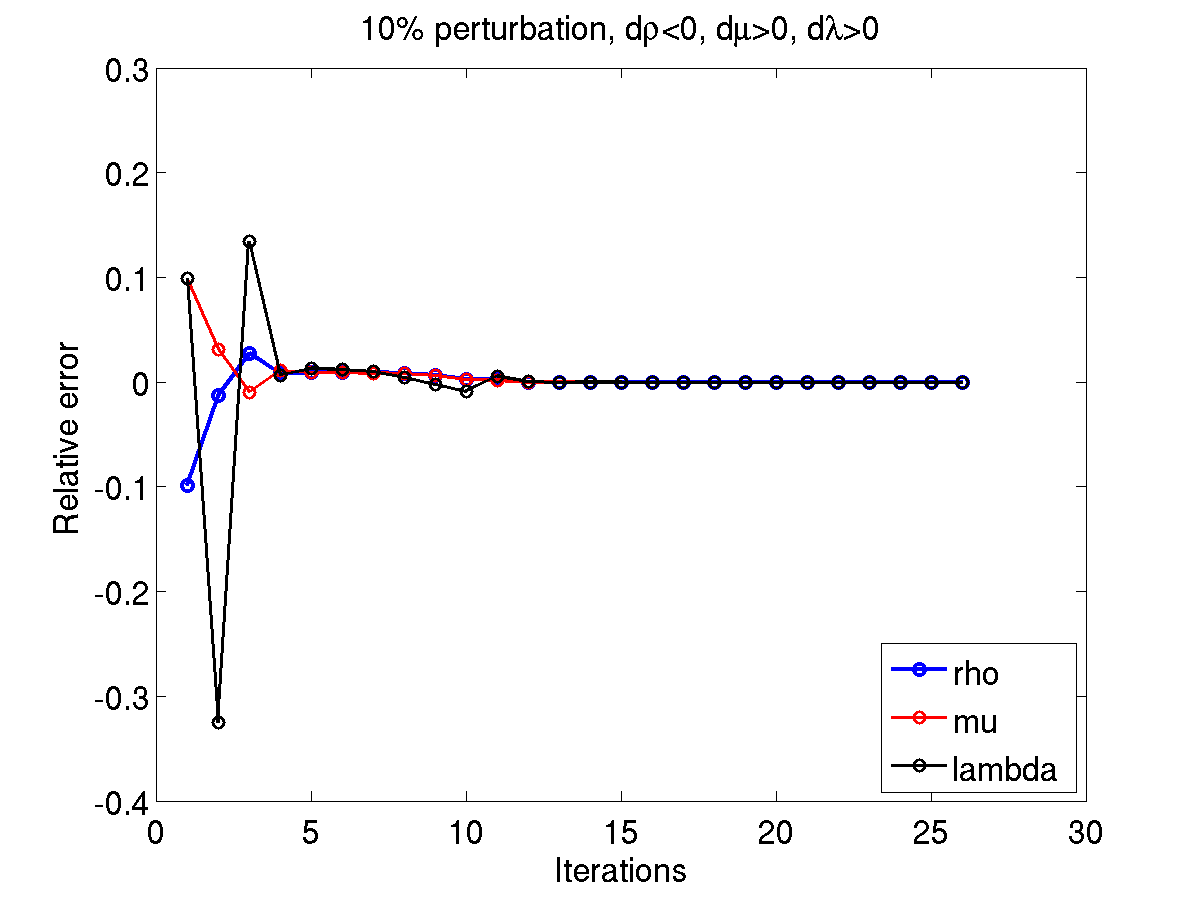 10% perturbation, dρ<0, dμ>0, dλ>0
0.3
0.2
0.1
0
-0.1
-0.2
-0.3
-0.4
Relative error
0 5 10 15 20 25 30
Iterations
rho
mu
lambda